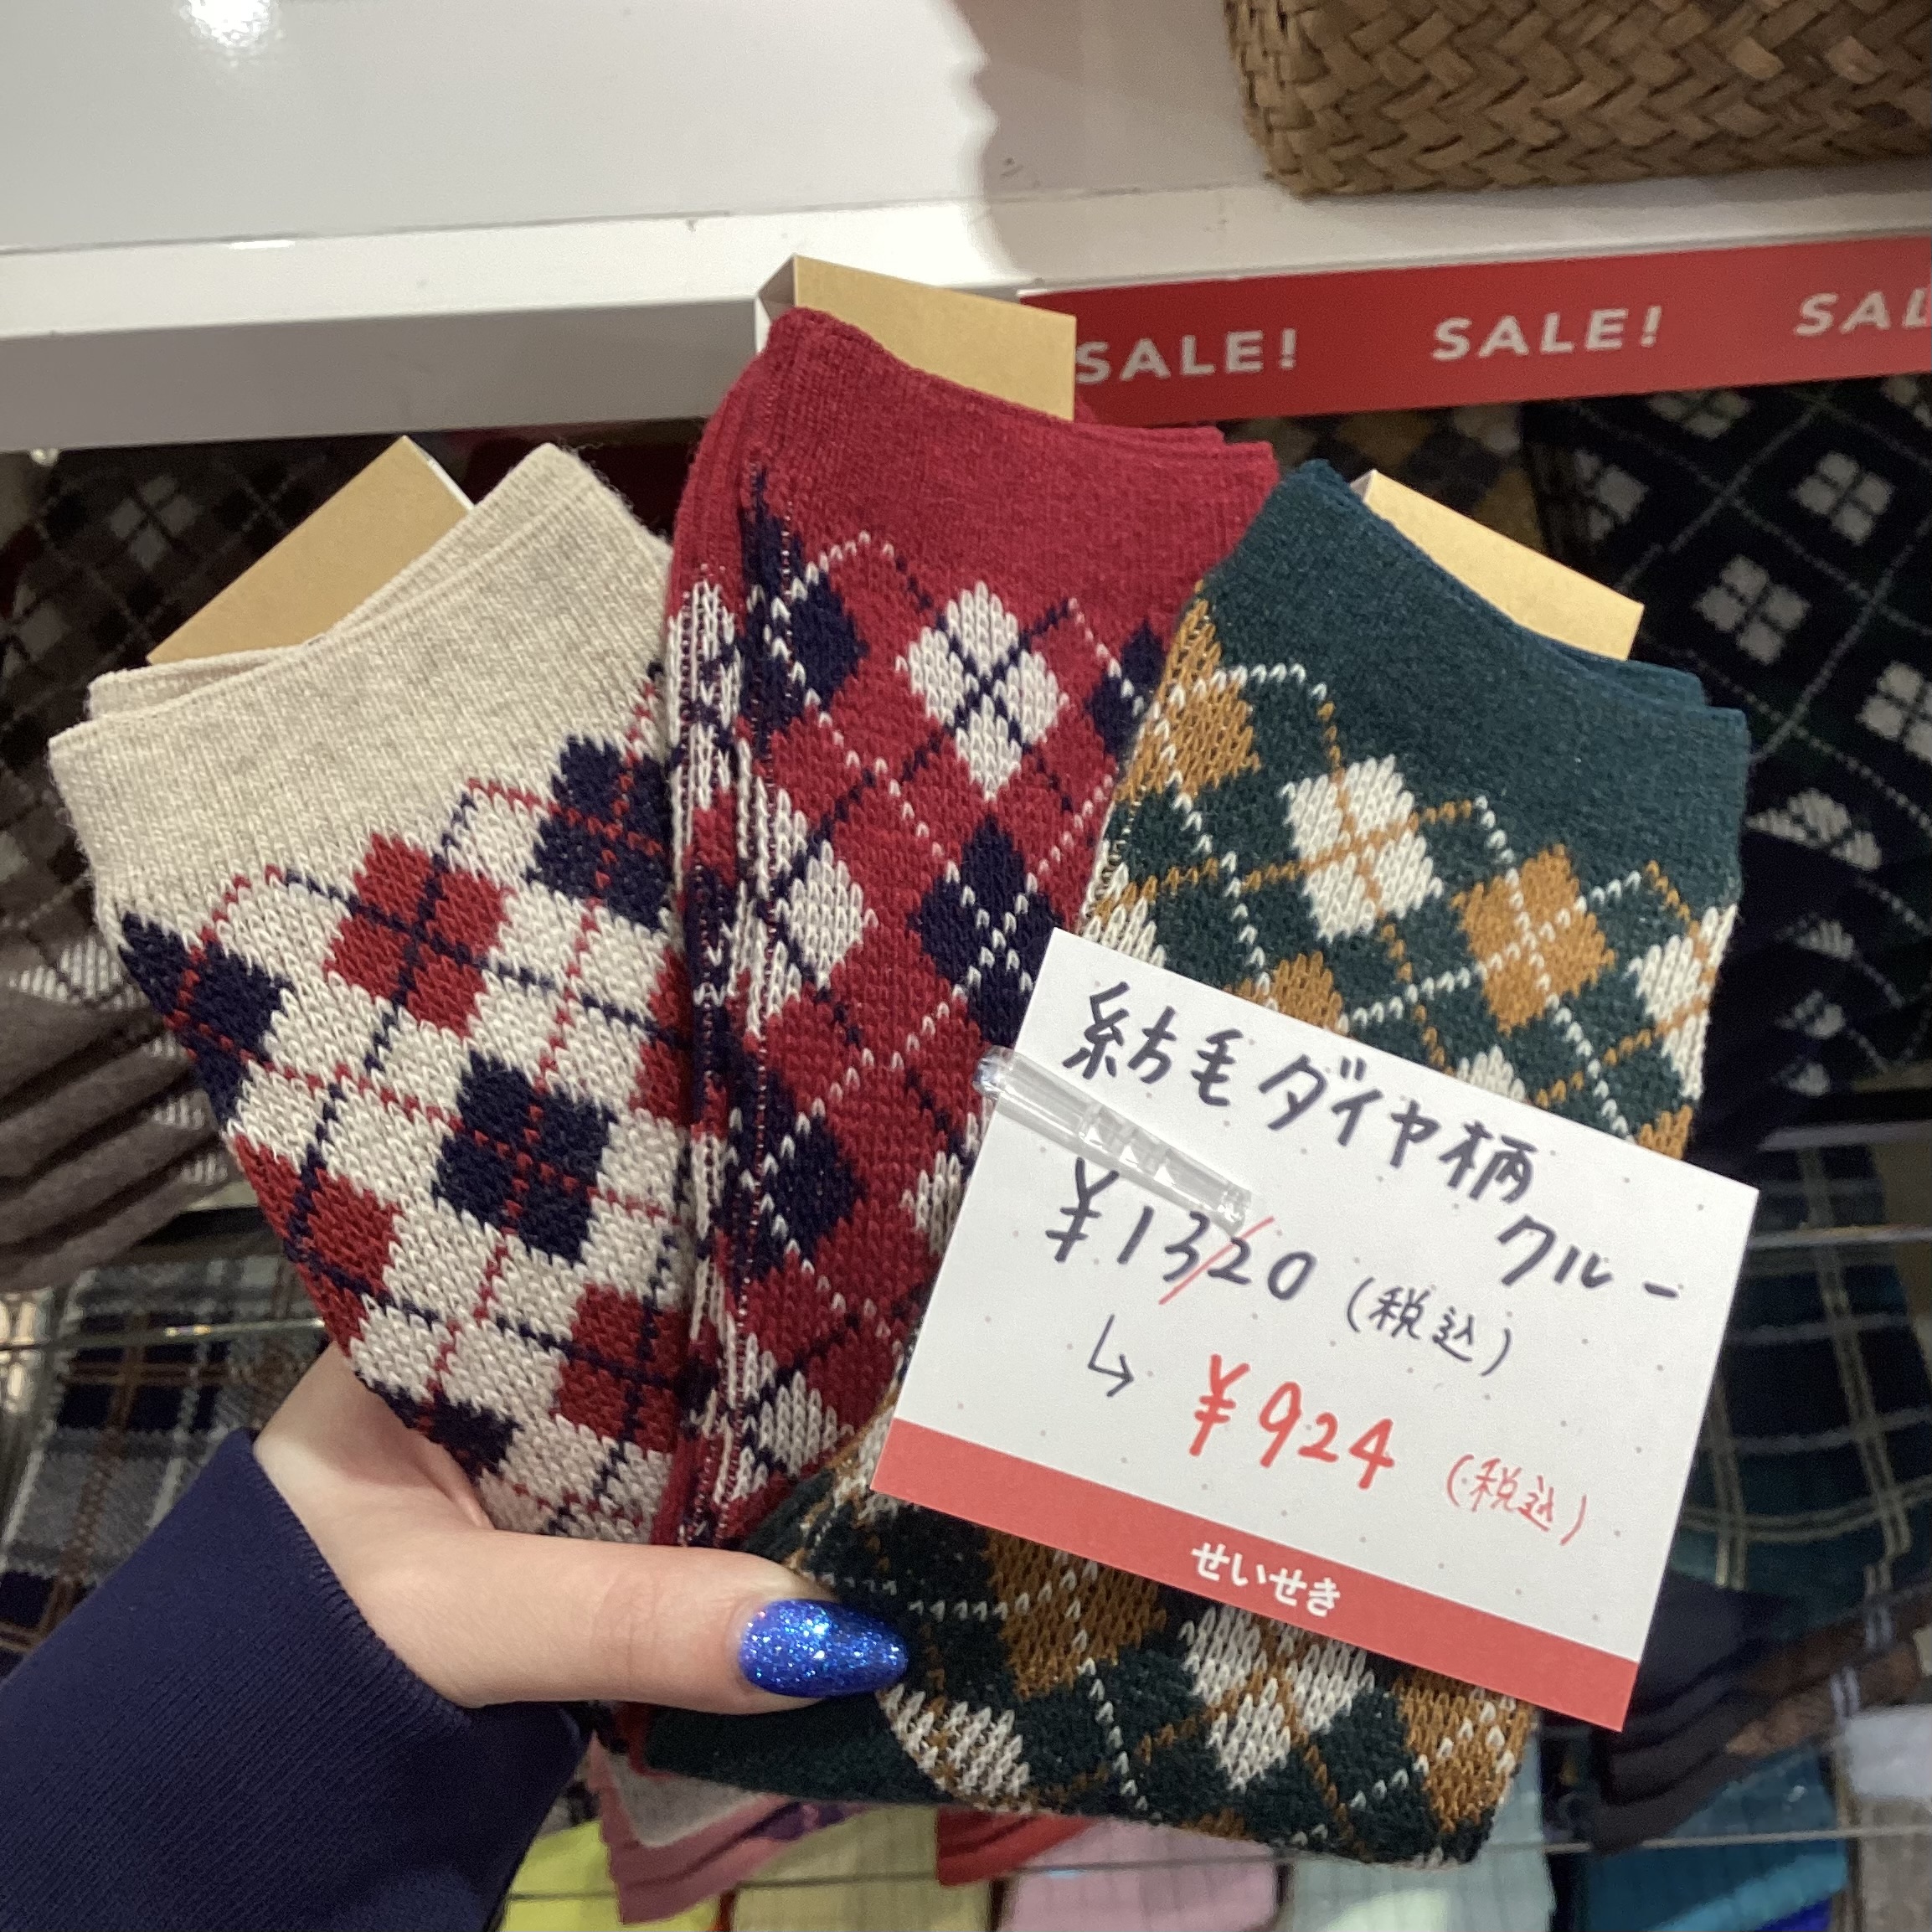 SALE! SALE! SAL
紡毛ダイヤ柄
クルー
¥1320 (税込)
↳ ¥924 (税込)
せいせき